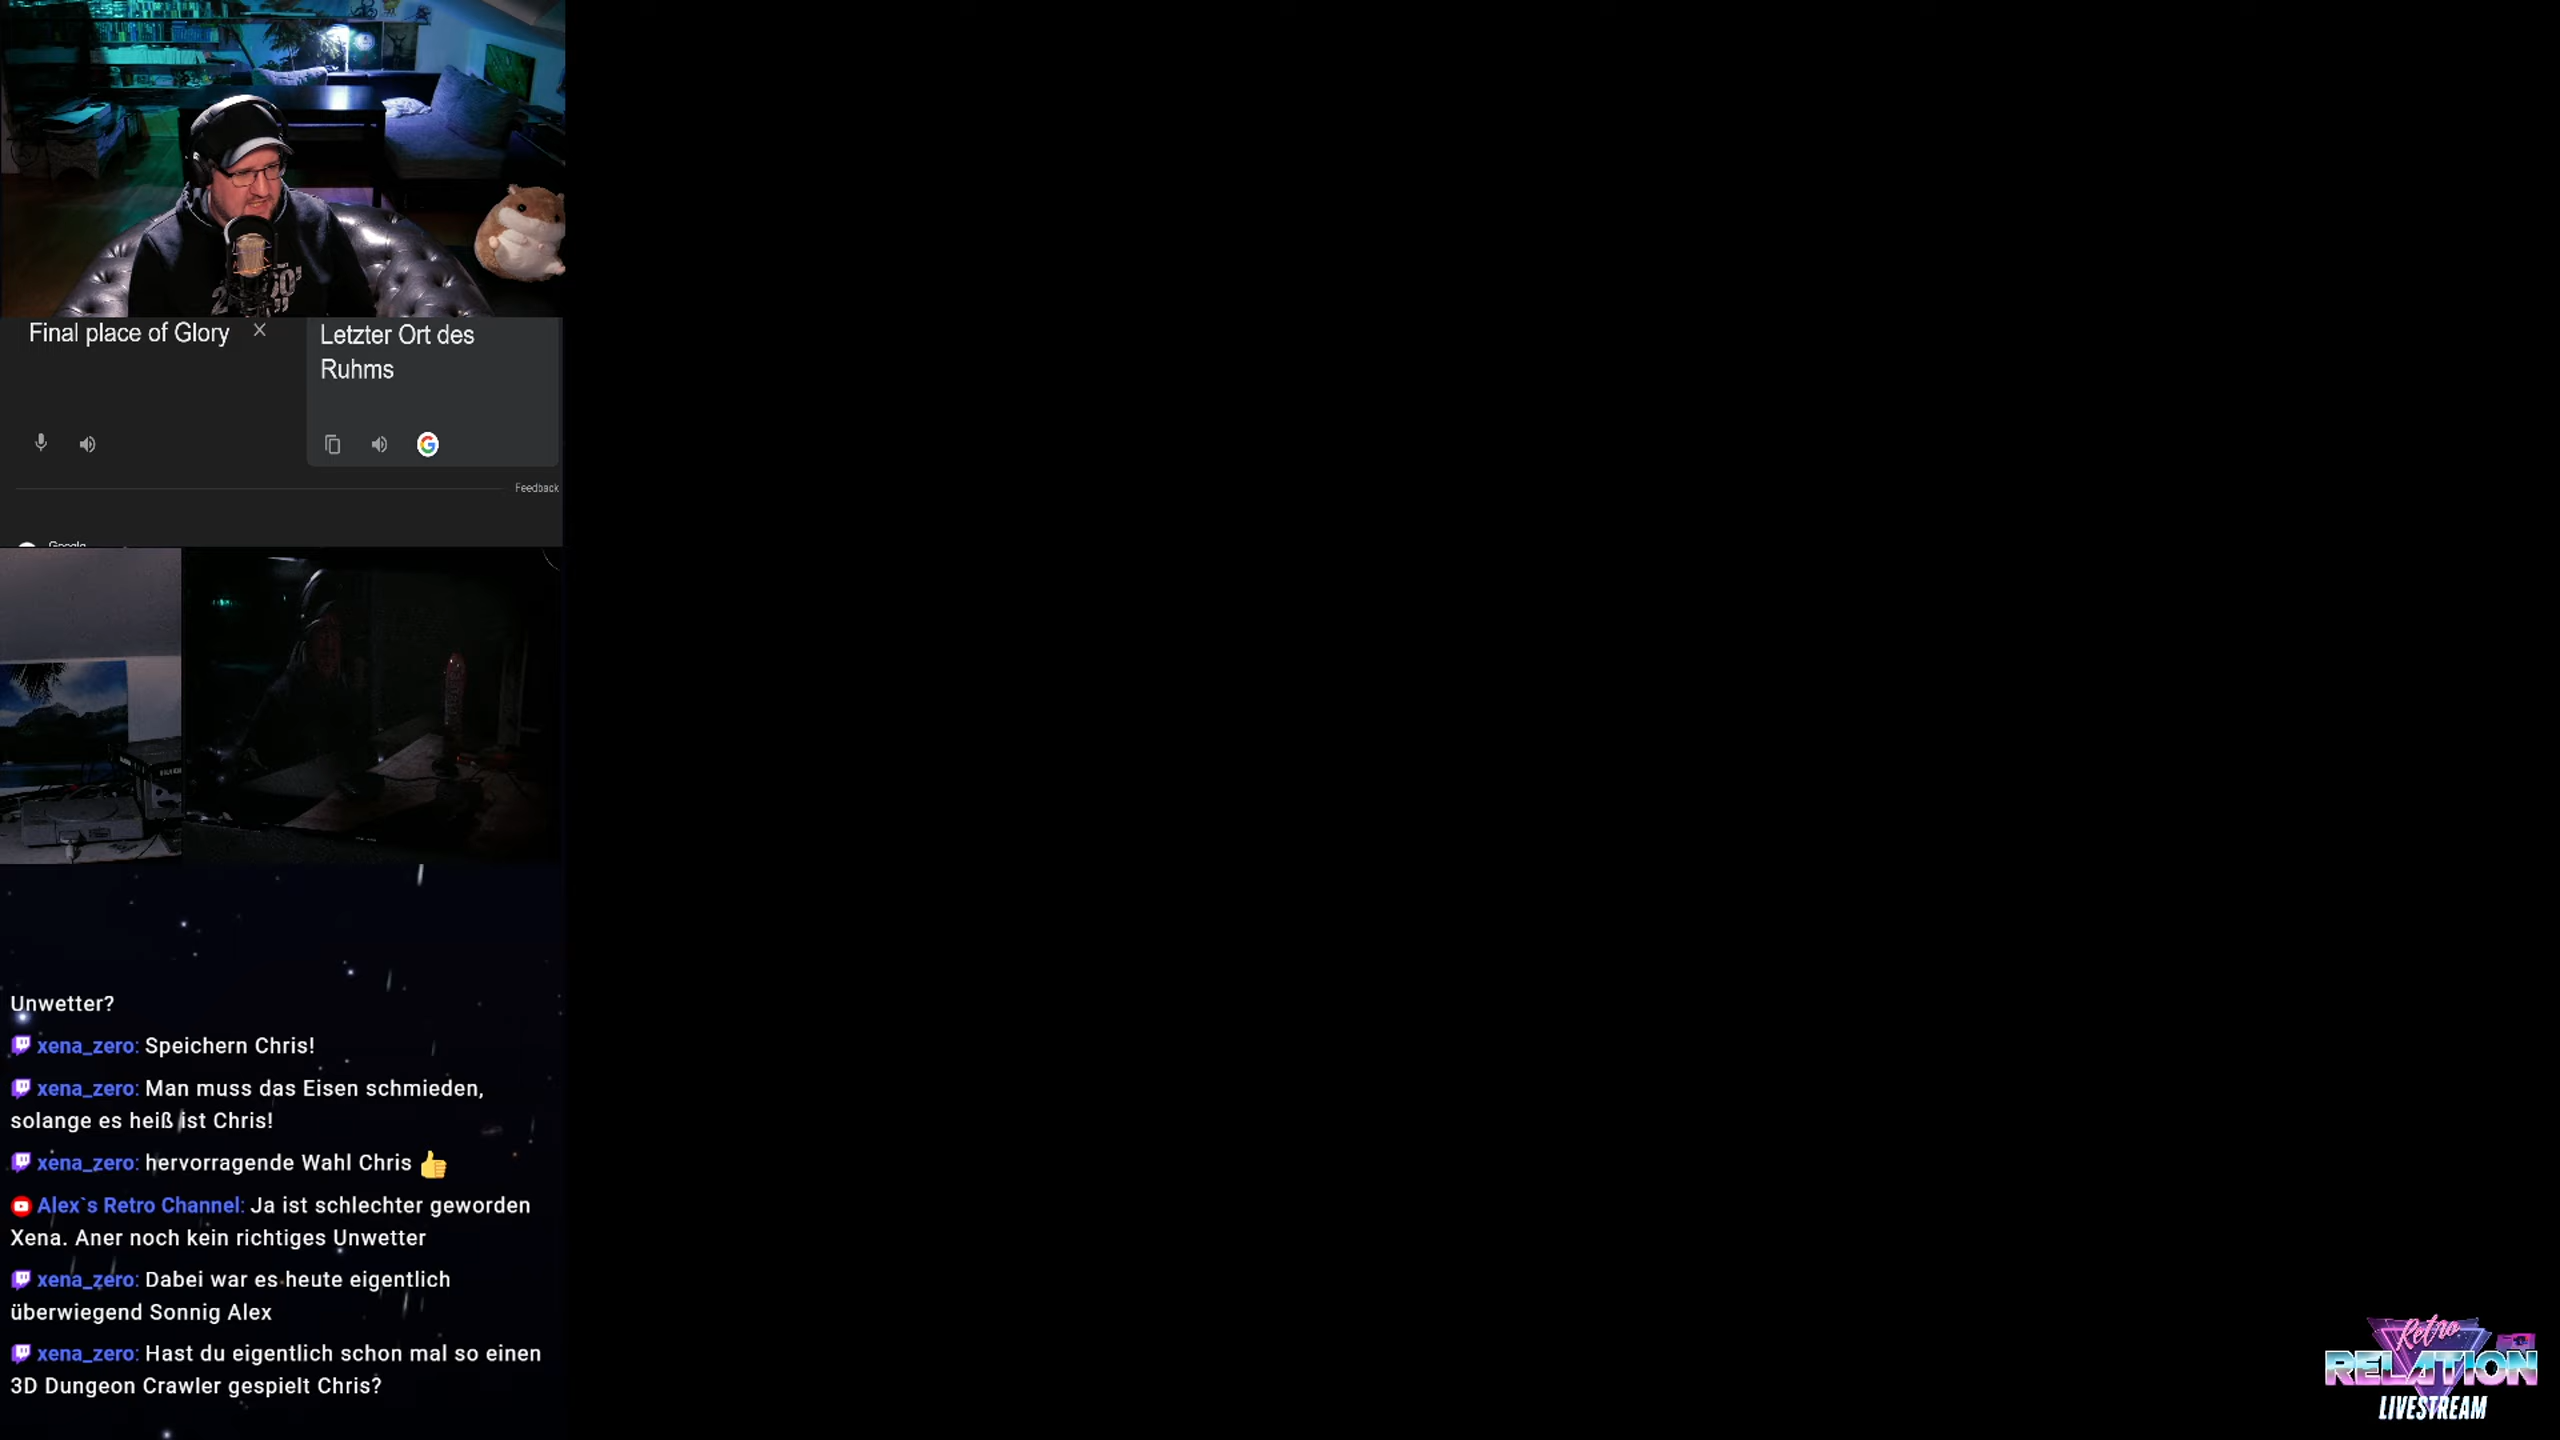 Final place of Glory
Letzter Ort des
Ruhms
Feedback
Google
Unwetter?
xena_zero: Speichern Chris!
xena_zero: Man muss das Eisen schmieden,
solange es heiß ist Chris!
xena_zero: hervorragende Wahl Chris 👍
Alex`s Retro Channel: Ja ist schlechter geworden
Xena. Aner noch kein richtiges Unwetter
xena_zero: Dabei war es heute eigentlich
überwiegend Sonnig Alex
xena_zero: Hast du eigentlich schon mal so einen
3D Dungeon Crawler gespielt Chris?
Retro
RELATION
LIVESTREAM